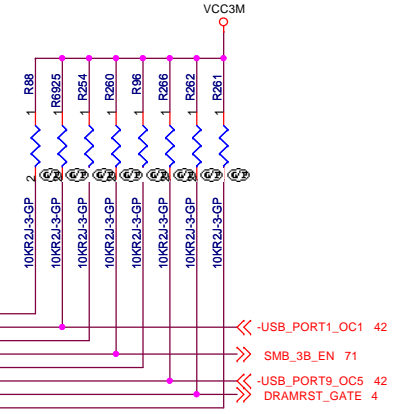 VCC3M
R88
R6925
R254
R260
R96
R266
R262
R261
1 1 1 1 1 1 1 1
2
10KR2J-3-GP
10KR2J-3-GP
10KR2J-3-GP
10KR2J-3-GP
10KR2J-3-GP
10KR2J-3-GP
10KR2J-3-GP
10KR2J-3-GP
-USB_PORT1_OC1 42
SMB_3B_EN 71
-USB_PORT9_OC5 42
DRAMRST_GATE 4